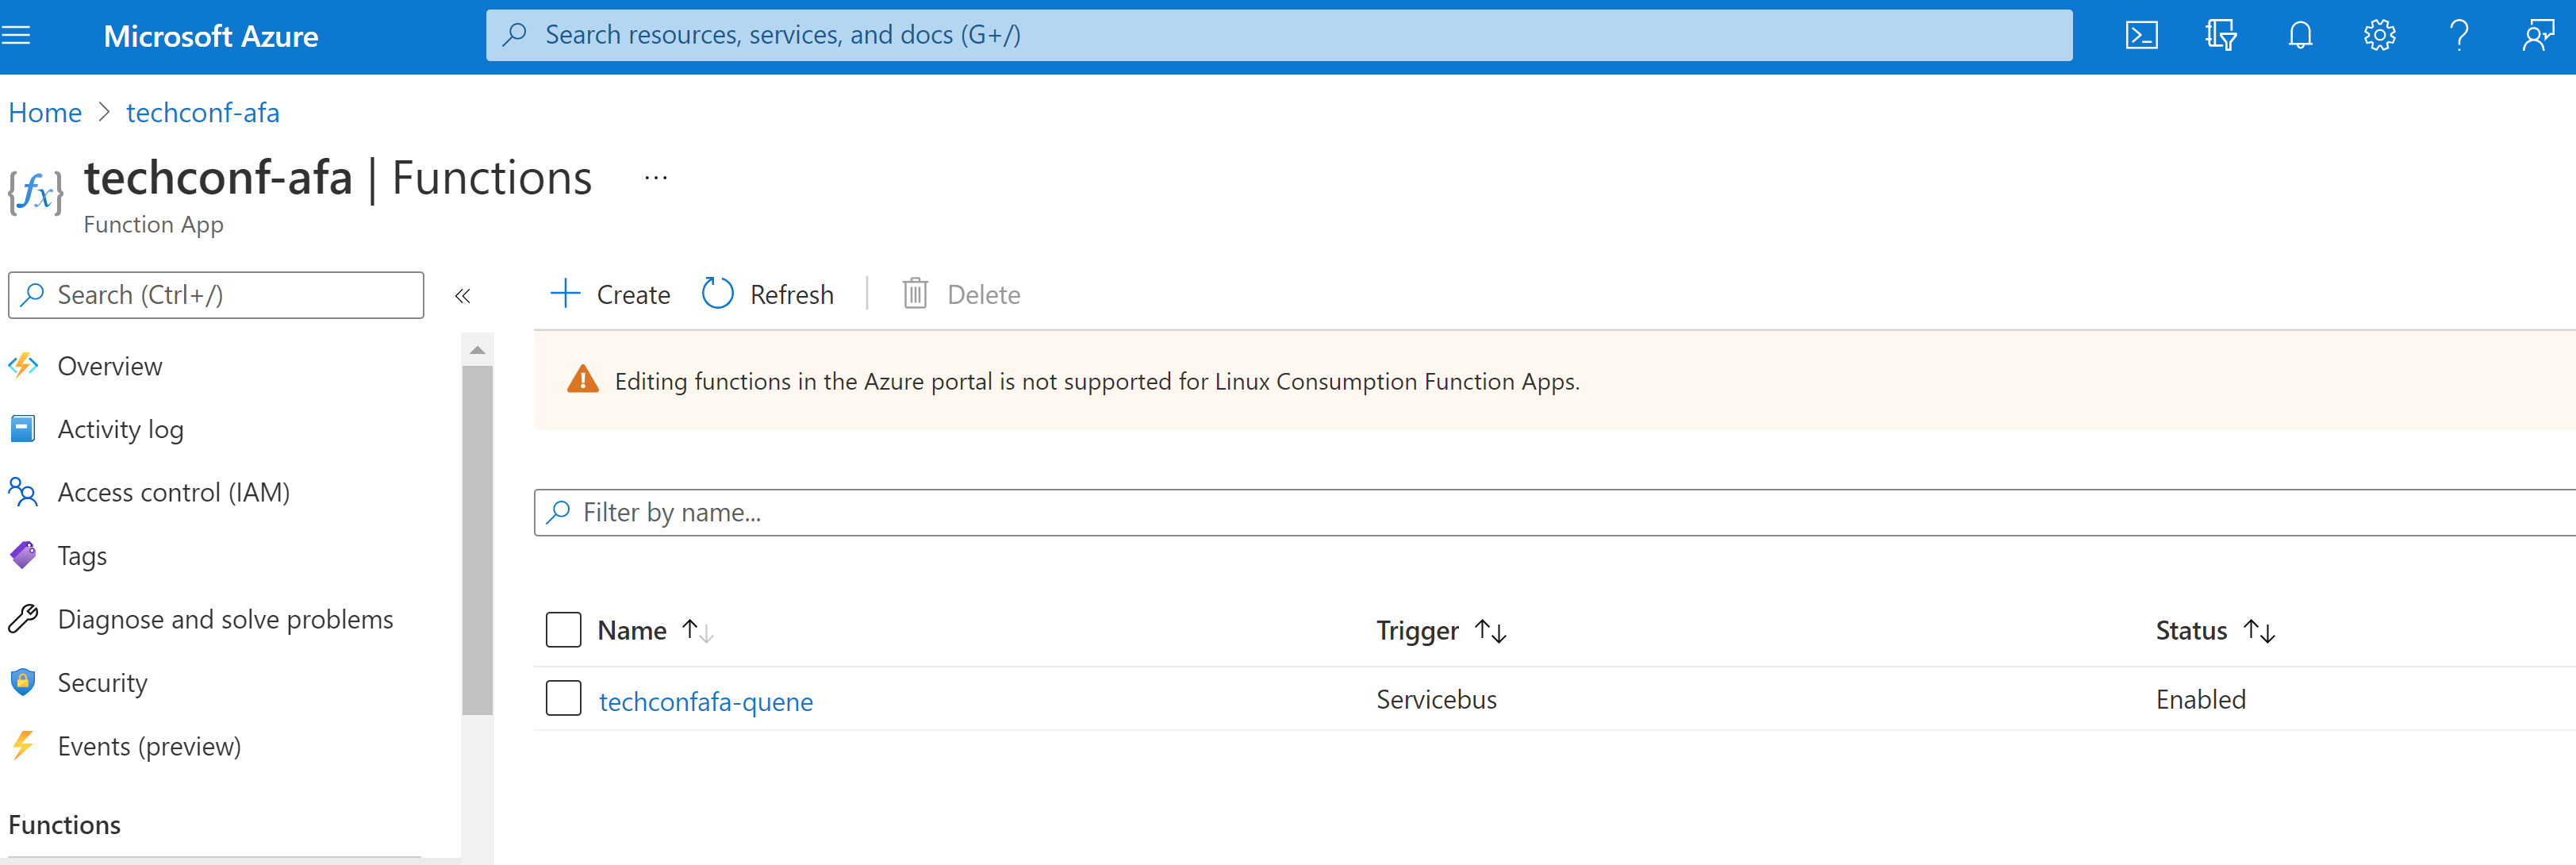 Microsoft Azure
Search resources, services, and docs (G+/)
Home > techconf-afa
{fx}
techconf-afa | Functions ...
Function App
Search (Ctrl+/)
«
Create Refresh Delete
Overview
Activity log
Access control (IAM)
Tags
Diagnose and solve problems
Security
Events (preview)
Functions
Editing functions in the Azure portal is not supported for Linux Consumption Function Apps.
Filter by name...
Name ↑↓ Trigger ↑↓ Status ↑↓
techconfafa-quene Servicebus Enabled